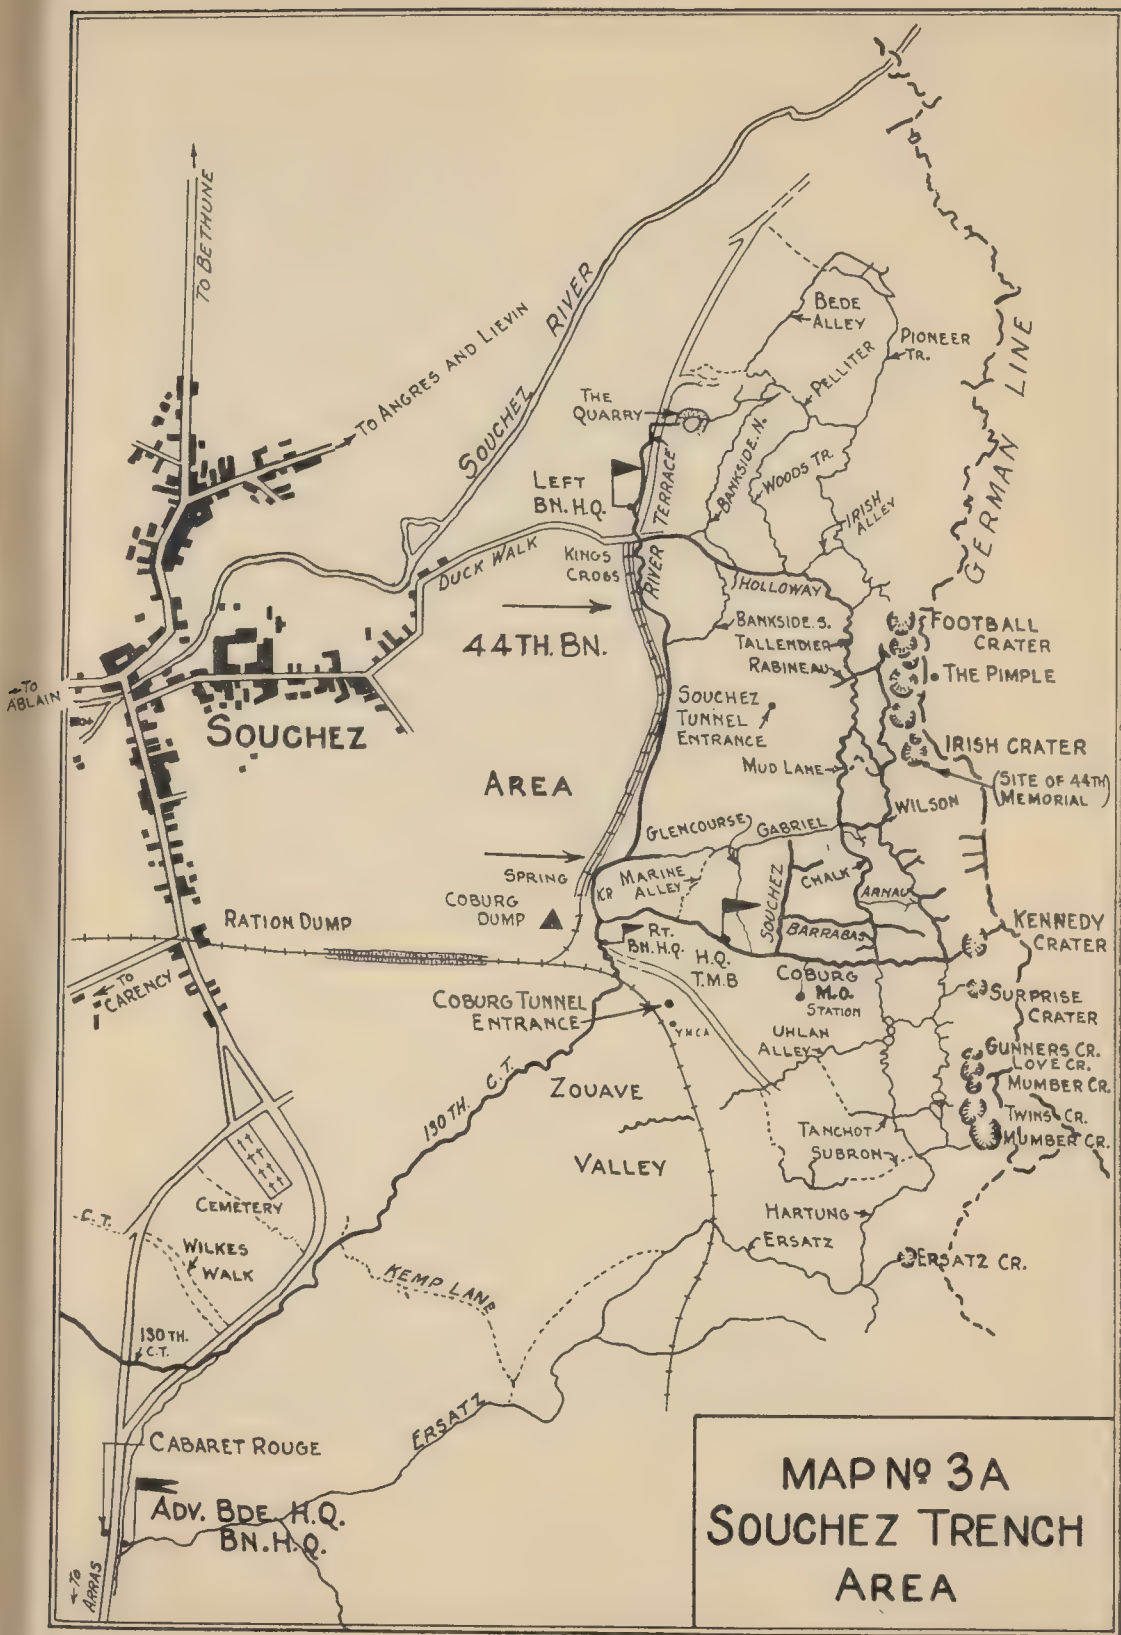 TO BETHUNE
TO ANGRES AND LIEVIN
SOUCHEZ RIVER
BEDE
ALLEY
PIONEER
TR.
PELLITER
THE
QUARRY
BANKSIDE. N.
WOODS TR.
IRISH
ALLEY
GERMAN LINE
LEFT
BN. H.Q.
RIVER TERRACE
DUCK WALK
KINGS
CROSS
HOLLOWAY
44TH. BN.
BANKSIDE. S.
TALLENDIER
RABINEAU
FOOTBALL
CRATER
THE PIMPLE
←TO
ABLAIN
SOUCHEZ
SOUCHEZ
TUNNEL
ENTRANCE
IRISH CRATER
MUD LANE
(SITE OF 44TH
MEMORIAL)
AREA
WILSON
GLENCOURSE
GABRIEL
SPRING
KR
MARINE
ALLEY
SOUCHEZ
CHALK
ARNAU
COBURG
DUMP
RATION DUMP
BARRABAS
KENNEDY
CRATER
RT.
BN. H.Q.
H.Q.
T.M.B
COBURG
M.O.
STATION
←TO
CARENCY
COBURG TUNNEL
ENTRANCE
YMCA
SURPRISE
CRATER
UHLAN
ALLEY
GUNNERS CR.
LOVE CR.
MUMBER CR.
TWINS CR.
MUMBER CR.
130 TH. C.T.
ZOUAVE
VALLEY
TANCHOT
SUBRON
CEMETERY
C.T.
WILKES
WALK
HARTUNG
ERSATZ
ERSATZ CR.
KEMP LANE
130 TH.
C.T.
ERSATZ
CABARET ROUGE
ADV. BDE. H.Q.
BN. H.Q.
←TO
ARRAS
MAP Nº 3A
SOUCHEZ TRENCH
AREA